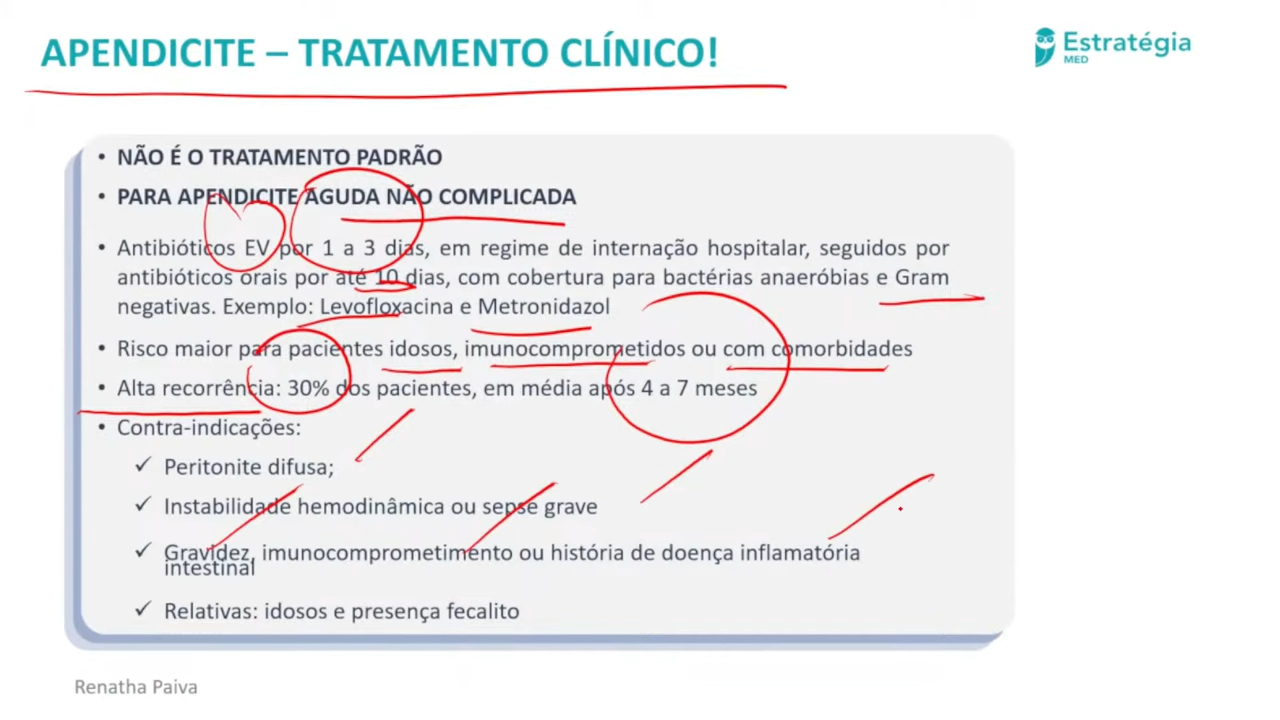 APENDICITE – TRATAMENTO CLÍNICO!
Estratégia
MED
• NÃO É O TRATAMENTO PADRÃO
• PARA APENDICITE AGUDA NÃO COMPLICADA
• Antibióticos EV por 1 a 3 dias, em regime de internação hospitalar, seguidos por
antibióticos orais por até 10 dias, com cobertura para bactérias anaeróbias e Gram
negativas. Exemplo: Levofloxacina e Metronidazol
• Risco maior para pacientes idosos, imunocomprometidos ou com comorbidades
• Alta recorrência: 30% dos pacientes, em média após 4 a 7 meses
• Contra-indicações:
✓ Peritonite difusa;
✓ Instabilidade hemodinâmica ou sepse grave
✓ Gravidez, imunocomprometimento ou história de doença inflamatória
intestinal
✓ Relativas: idosos e presença fecalito
Renatha Paiva